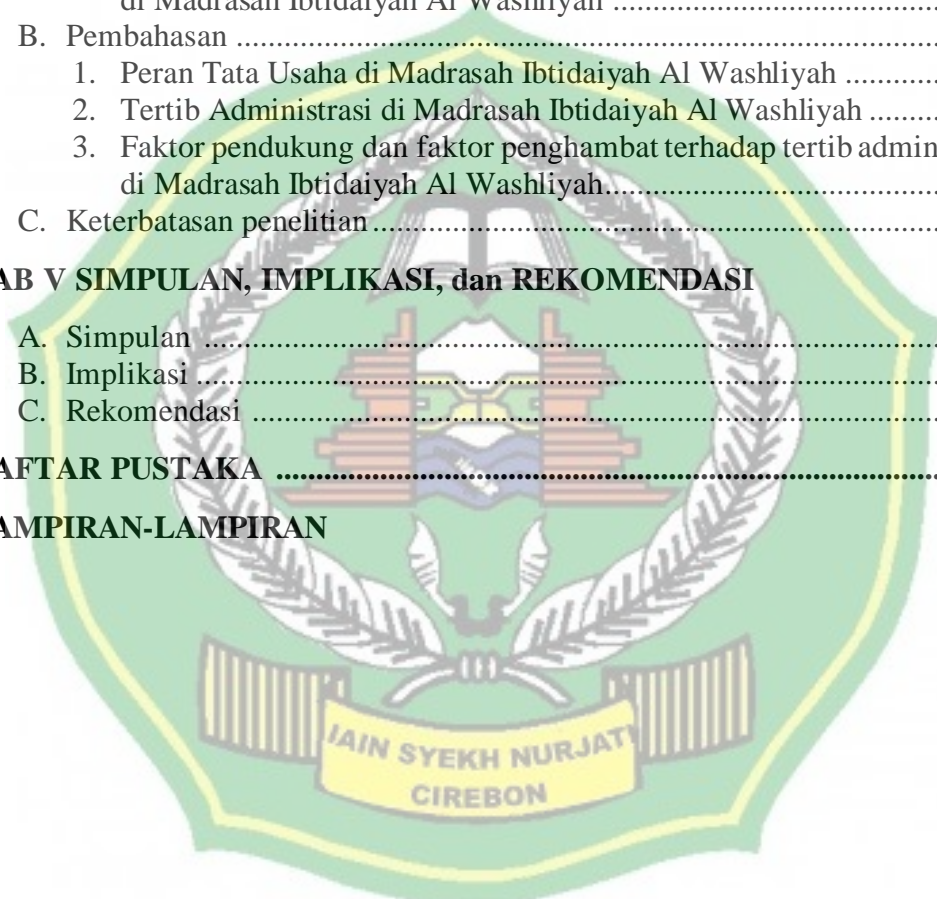 di Madrasah Ibtidaiyah Al Washliyah ................................................
B. Pembahasan ................................................................................
1. Peran Tata Usaha di Madrasah Ibtidaiyah Al Washliyah ............
2. Tertib Administrasi di Madrasah Ibtidaiyah Al Washliyah .........
3. Faktor pendukung dan faktor penghambat terhadap tertib admin
di Madrasah Ibtidaiyah Al Washliyah.......................................
C. Keterbatasan penelitian ................................................................
AB V SIMPULAN, IMPLIKASI, dan REKOMENDASI
A. Simpulan ....................................................................................
B. Implikasi .....................................................................................
C. Rekomendasi ..............................................................................
AFTAR PUSTAKA ..........................................................................
AMPIRAN-LAMPIRAN
IAIN SYEKH NURJATI
CIREBON